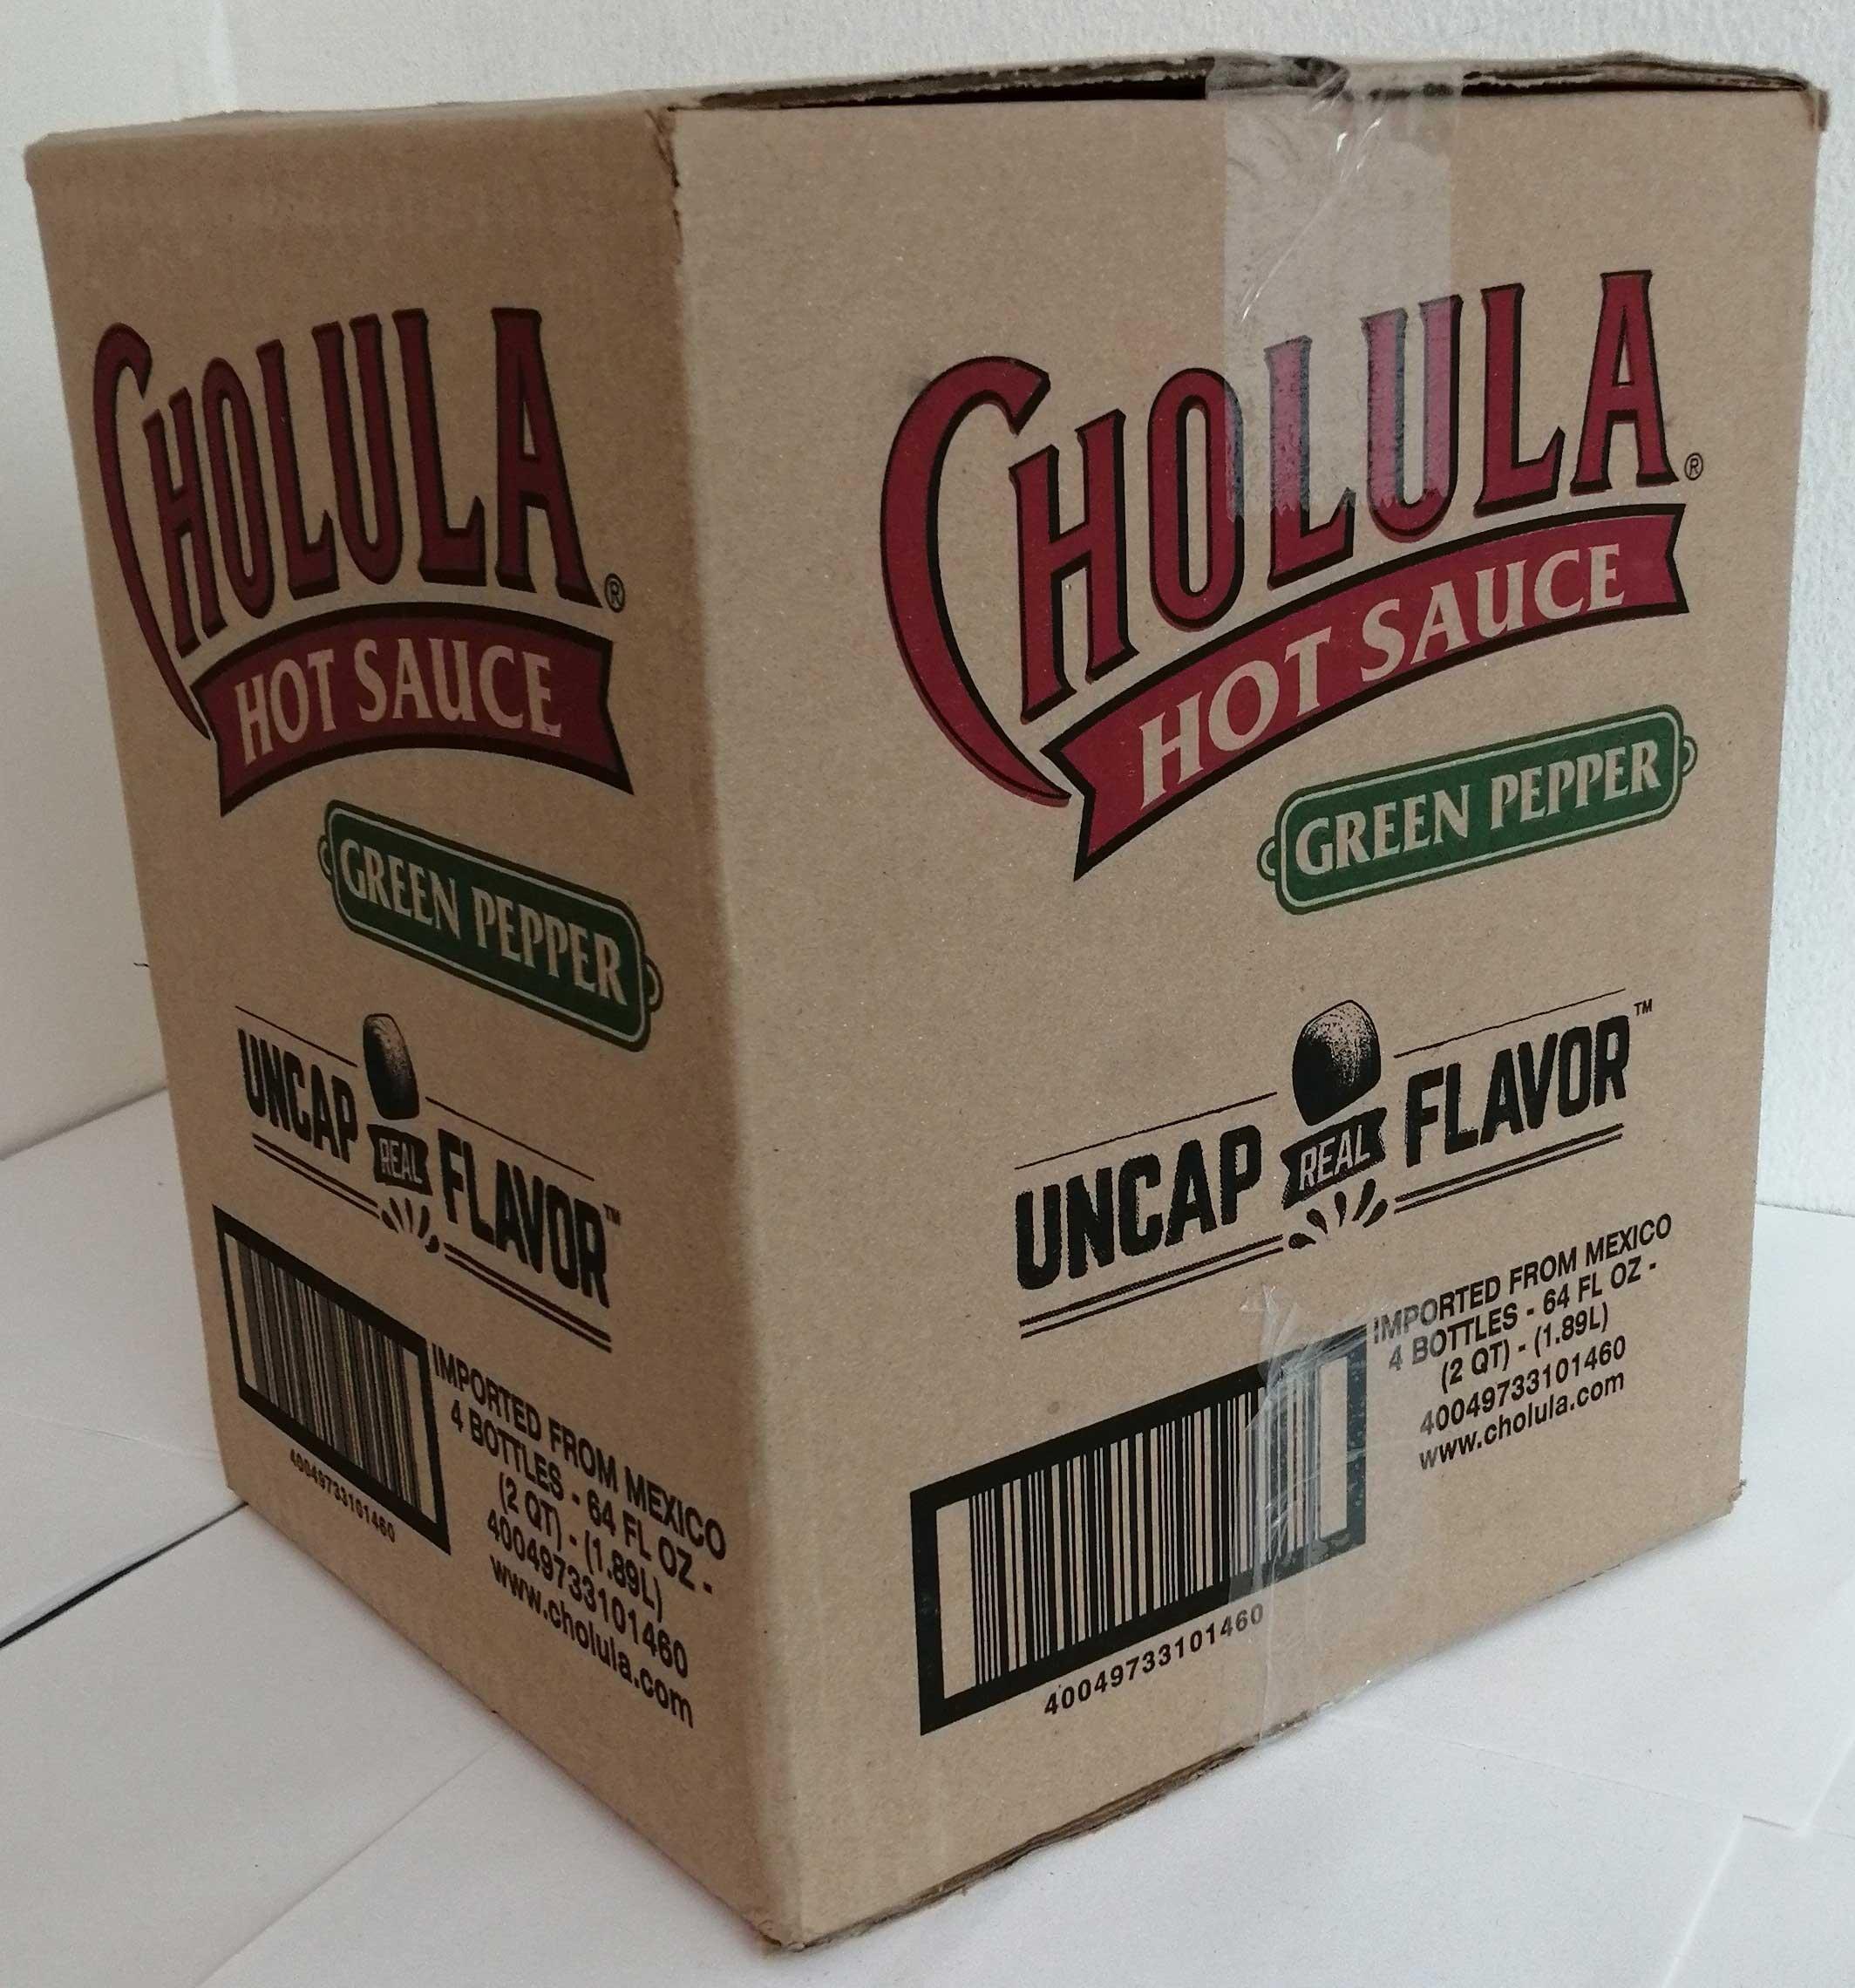 CHOLULA®
HOT SAUCE
GREEN PEPPER
UNCAP REAL FLAVOR™
IMPORTED FROM MEXICO
4 BOTTLES - 64 FL OZ -
(2 QT) - (1.89L)
40049733101460
www.cholula.com
40049733101460
CHOLULA®
HOT SAUCE
GREEN PEPPER
UNCAP REAL FLAVOR™
IMPORTED FROM MEXICO
4 BOTTLES - 64 FL OZ -
(2 QT) - (1.89L)
40049733101460
www.cholula.com
40049733101460